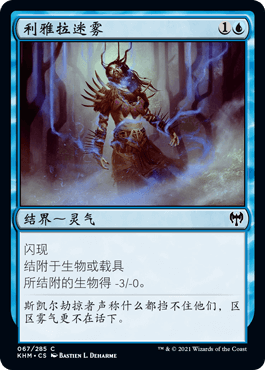 利雅拉迷雾 1
结界～灵气
闪现
结附于生物或载具
所结附的生物得 -3/-0。
斯凯尔劫掠者声称什么都挡不住他们，区
区雾气更不在话下。
067/285 C
KHM • CS BASTIEN L. DEHARME
™ & © 2021 Wizards of the Coast